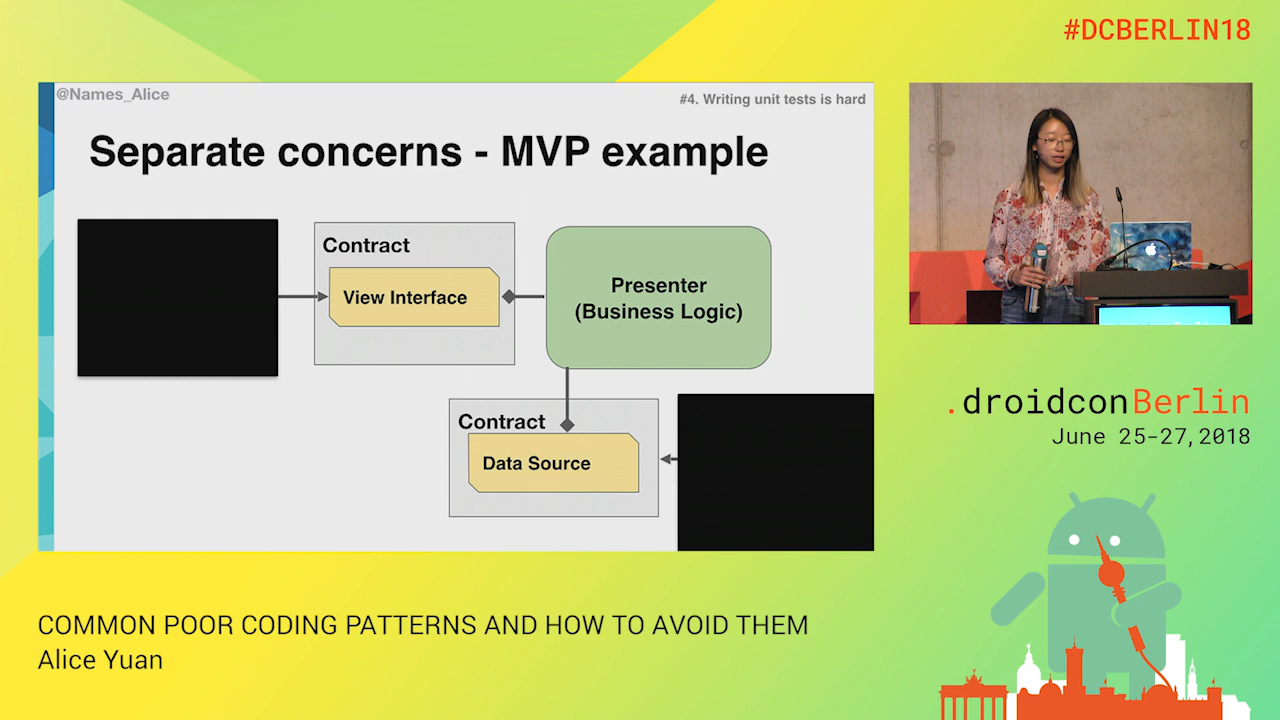 #DCBERLIN18
@Names_Alice
#4. Writing unit tests is hard
Separate concerns - MVP example
Contract
View Interface
Presenter
(Business Logic)
Contract
Data Source
.droidconBerlin
June 25-27, 2018
COMMON POOR CODING PATTERNS AND HOW TO AVOID THEM
Alice Yuan